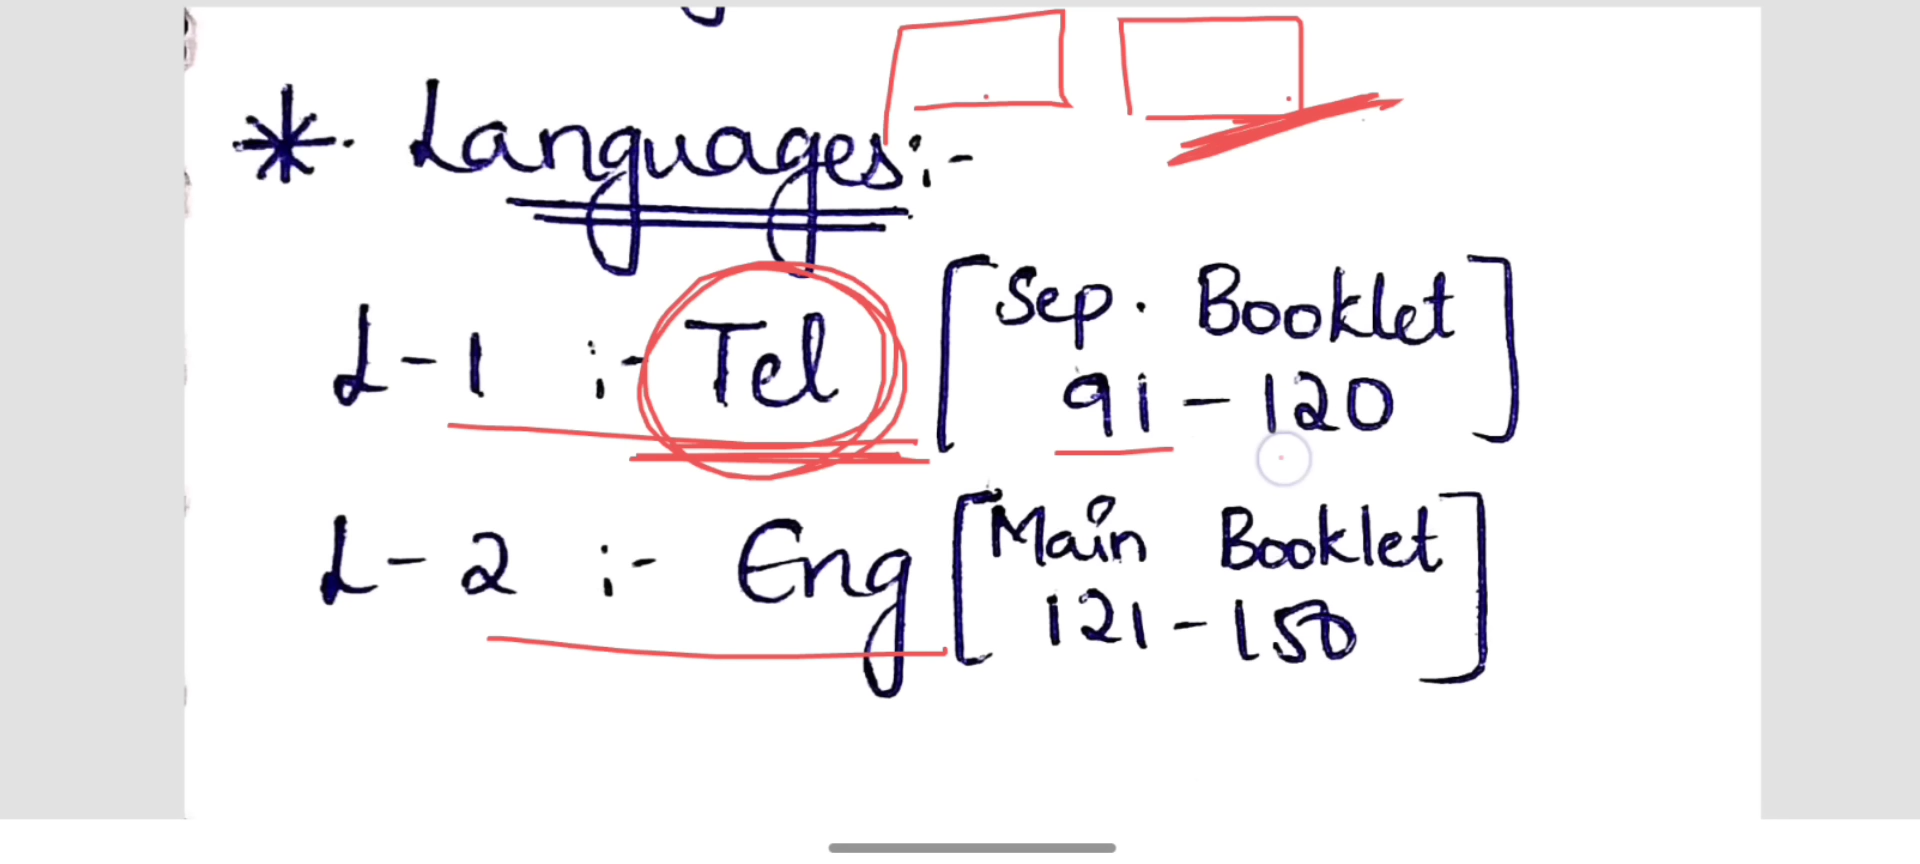 * Languages :-
L-1 :- Tel [Sep. Booklet
91 - 120]
L-2 :- Eng [Main Booklet
121 - 150]